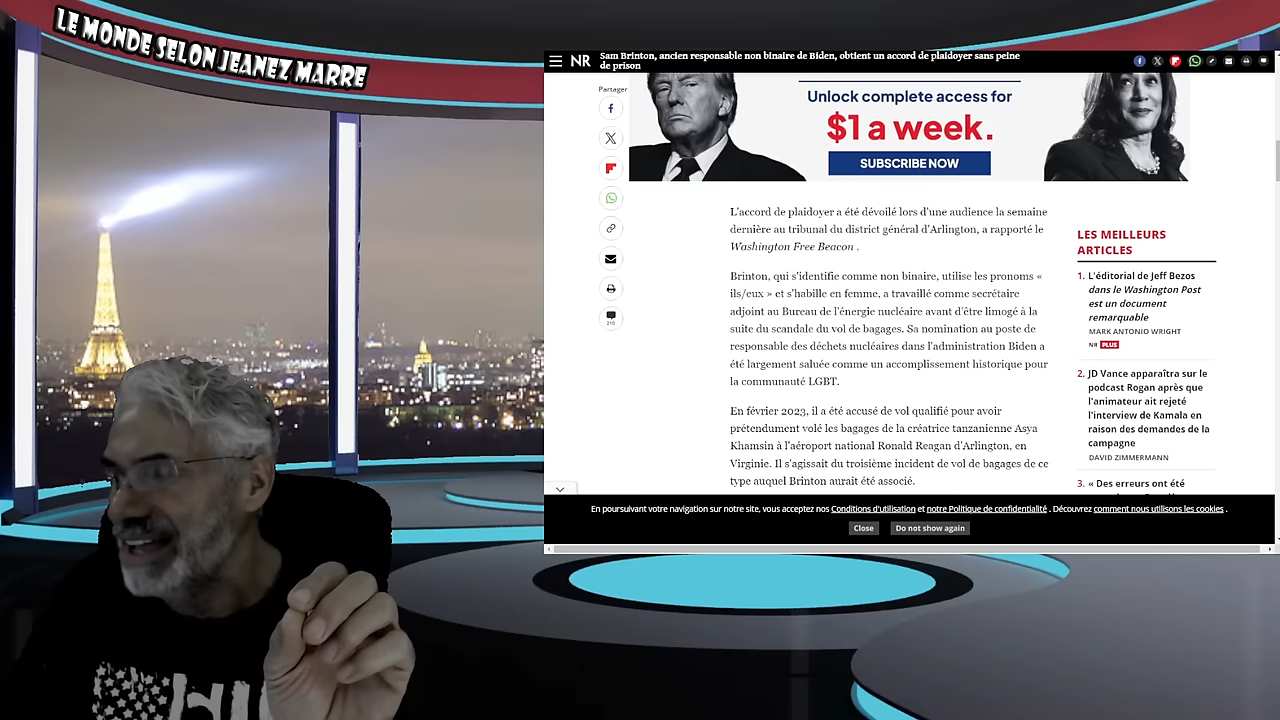 LE MONDE SELON JEANEZ MARRE
NR
Sam Brinton, ancien responsable non binaire de Biden, obtient un accord de plaidoyer sans peine
de prison
Partager
218
Unlock complete access for
$1 a week.
SUBSCRIBE NOW
L'accord de plaidoyer a été dévoilé lors d'une audience la semaine
dernière au tribunal du district général d'Arlington, a rapporté le
Washington Free Beacon .
Brinton, qui s'identifie comme non binaire, utilise les pronoms «
ils/eux » et s'habille en femme, a travaillé comme secrétaire
adjoint au Bureau de l'énergie nucléaire avant d'être limogé à la
suite du scandale du vol de bagages. Sa nomination au poste de
responsable des déchets nucléaires dans l'administration Biden a
été largement saluée comme un accomplissement historique pour
la communauté LGBT.
En février 2023, il a été accusé de vol qualifié pour avoir
prétendument volé les bagages de la créatrice tanzanienne Asya
Khamsin à l'aéroport national Ronald Reagan d'Arlington, en
Virginie. Il s'agissait du troisième incident de vol de bagages de ce
type auquel Brinton aurait été associé.
LES MEILLEURS
ARTICLES
1. L'éditorial de Jeff Bezos
dans le Washington Post
est un document
remarquable
MARK ANTONIO WRIGHT
NR PLUS
2. JD Vance apparaîtra sur le
podcast Rogan après que
l'animateur ait rejeté
l'interview de Kamala en
raison des demandes de la
campagne
DAVID ZIMMERMANN
3. « Des erreurs ont été
En poursuivant votre navigation sur notre site, vous acceptez nos Conditions d'utilisation et notre Politique de confidentialité . Découvrez comment nous utilisons les cookies .
Close
Do not show again